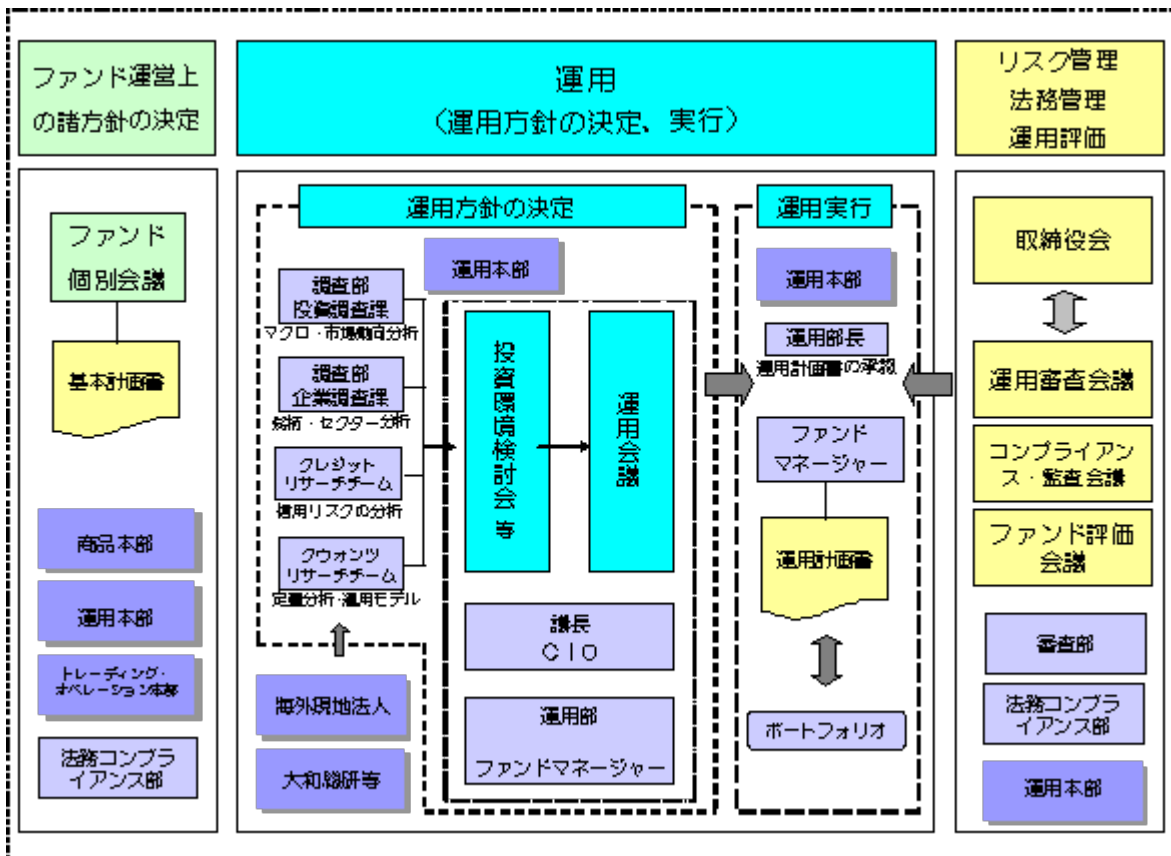 ファンド運営上
の諸方針の決定
運用
(運用方針の決定、実行)
リスク管理
法務管理
運用評価
ファンド
個別会議
基本計画書
商品本部
運用本部
トレーディング・
オペレーション本部
法務コンプラ
イアンス部
運用方針の決定
運用本部
調査部
投資調査課
マクロ・市場動向分析
調査部
企業調査課
銘柄・セクター分析
クレジット
リサーチチーム
信用リスクの分析
クウォンツ
リサーチチーム
定量分析・運用モデル
海外現地法人
大和総研等
投資環境検討会 等
運用会議
議長
CIO
運用部
ファンドマネージャー
運用実行
運用本部
運用部長
運用計画書の承認
ファンド
マネージャー
運用計画書
ポートフォリオ
取締役会
運用審査会議
コンプライアン
ス・監査会議
ファンド評価
会議
審査部
法務コンプラ
イアンス部
運用本部